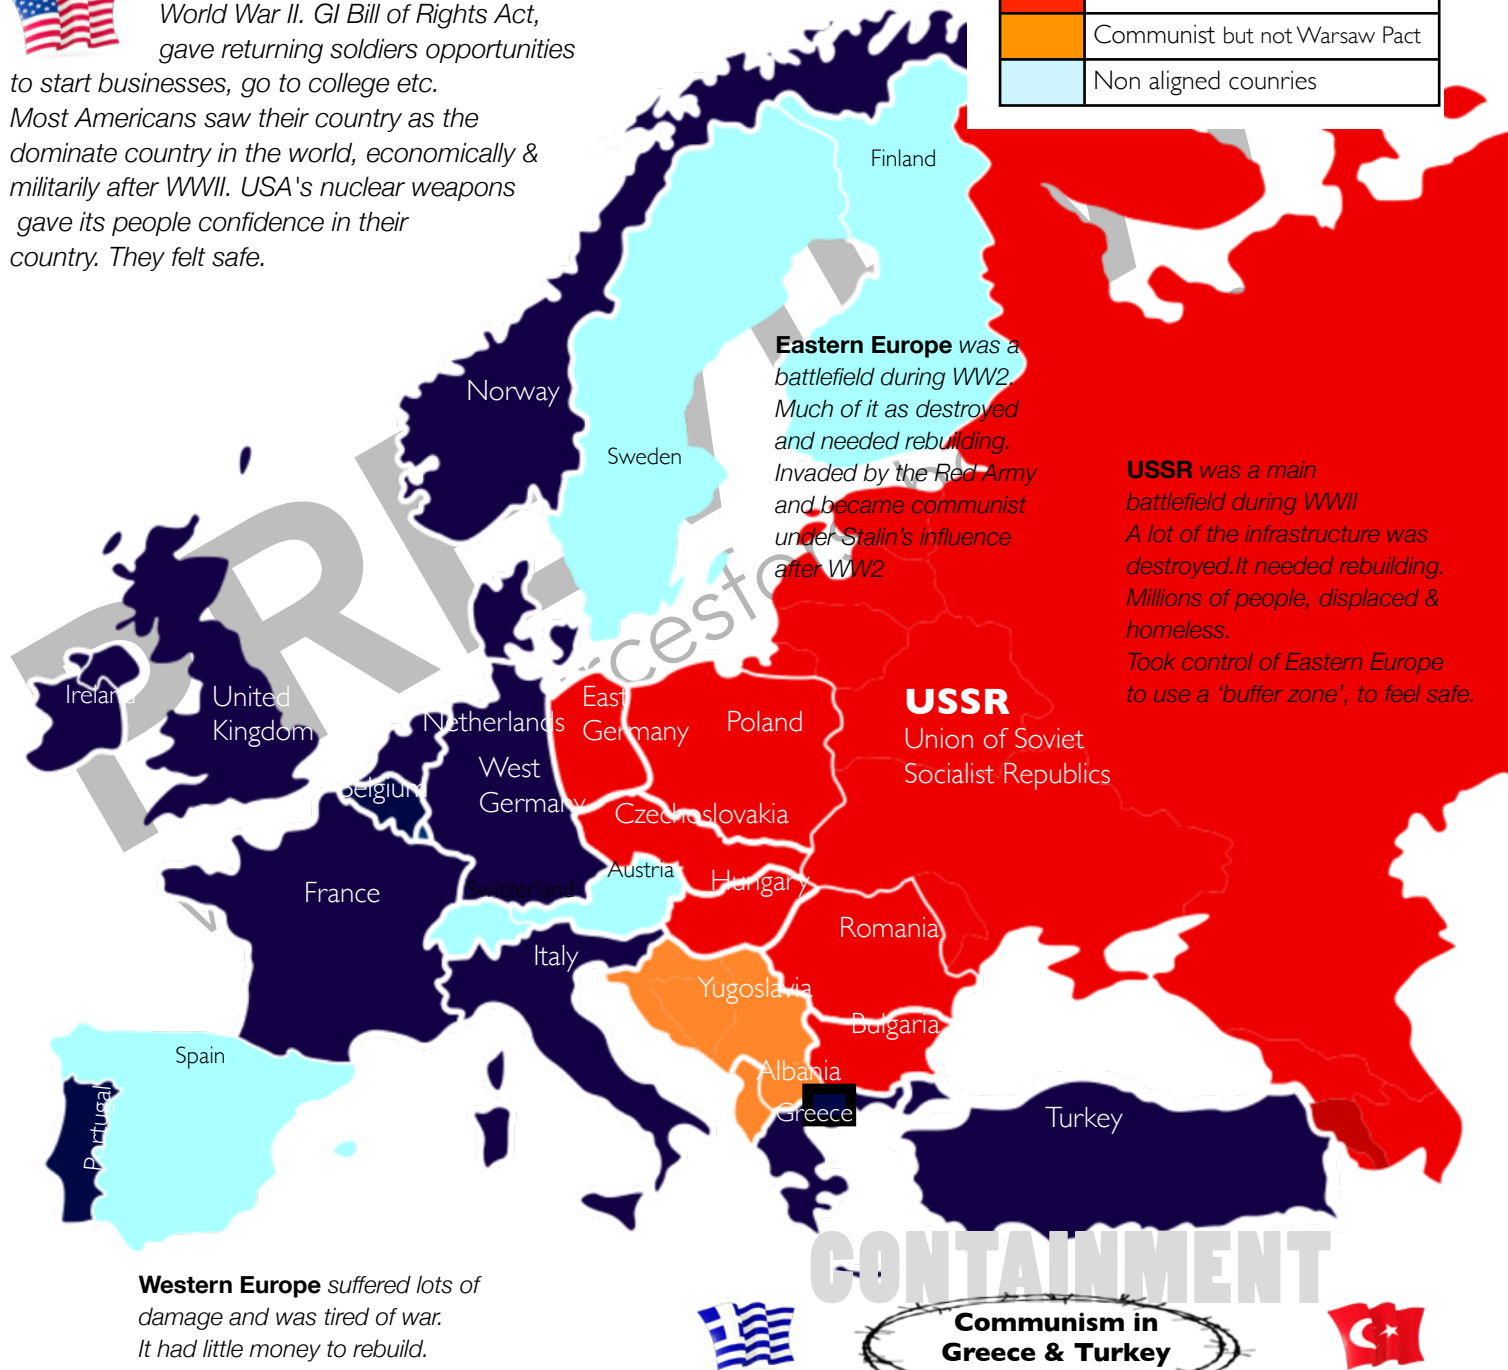 World War II. GI Bill of Rights Act,
gave returning soldiers opportunities
to start businesses, go to college etc.
Most Americans saw their country as the
dominate country in the world, economically &
militarily after WWII. USA's nuclear weapons
gave its people confidence in their
country. They felt safe.
Communist but not Warsaw Pact
Non aligned counries
Finland
Eastern Europe was a
battlefield during WW2.
Much of it as destroyed
and needed rebuilding.
Invaded by the Red Army
and became communist
under Stalin's influence
after WW2
Norway
Sweden
USSR was a main
battlefield during WWII
A lot of the infrastructure was
destroyed.It needed rebuilding.
Millions of people, displaced &
homeless.
Took control of Eastern Europe
to use a ‘buffer zone’, to feel safe.
Ireland
United
Kingdom
Netherlands
East
Germany
Poland
USSR
Union of Soviet
Socialist Republics
West
Germany
Belgium
Czechoslovakia
Austria
Hungary
Switzerland
France
Romania
Italy
Yugoslavia
Bulgaria
Spain
Albania
Portugal
Greece
Turkey
CONTAINMENT
Western Europe suffered lots of
damage and was tired of war.
It had little money to rebuild.
Communism in
Greece & Turkey